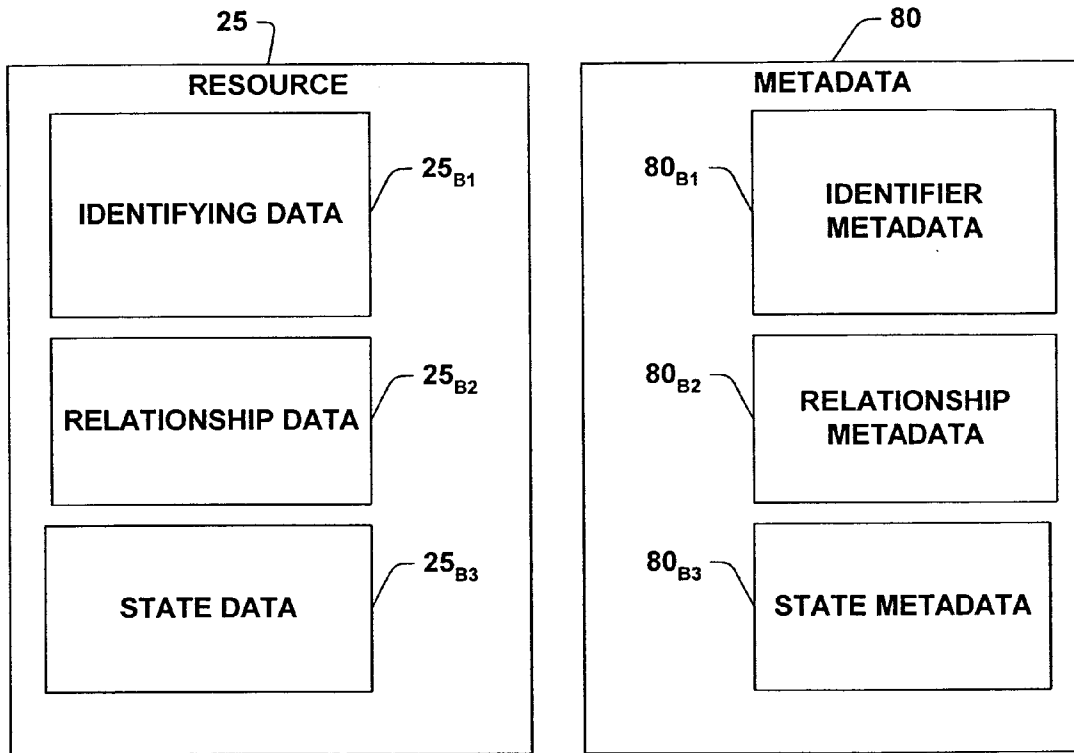 25
RESOURCE
IDENTIFYING DATA
25B1
RELATIONSHIP DATA
25B2
STATE DATA
25B3
80
METADATA
80B1
IDENTIFIER
METADATA
80B2
RELATIONSHIP
METADATA
80B3
STATE METADATA